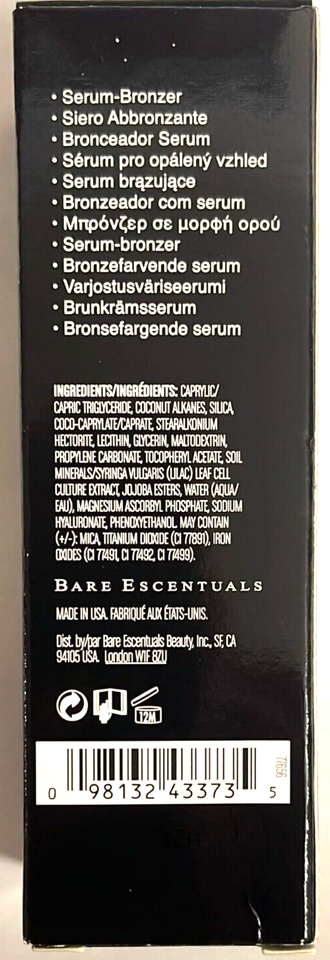 • Serum-Bronzer
• Siero Abbronzante
• Bronceador Serum
• Sérum pro opálený vzhled
• Serum brązujące
• Bronzeador com serum
• Μπρόνζερ σε μορφή ορού
• Serum-bronzer
• Bronzefarvende serum
• Varjostusväriseerumi
• Brunkrämsserum
• Bronsefargende serum
INGREDIENTS/INGRÉDIENTS: CAPRYLIC/
CAPRIC TRIGLYCERIDE, COCONUT ALKANES, SILICA,
COCO-CAPRYLATE/CAPRATE, STEARALKONIUM
HECTORITE, LECITHIN, GLYCERIN, MALTODEXTRIN,
PROPYLENE CARBONATE, TOCOPHERYL ACETATE, SOIL
MINERALS/SYRINGA VULGARIS (LILAC) LEAF CELL
CULTURE EXTRACT, JOJOBA ESTERS, WATER (AQUA/
EAU), MAGNESIUM ASCORBYL PHOSPHATE, SODIUM
HYALURONATE, PHENOXYETHANOL. MAY CONTAIN
(+/-): MICA, TITANIUM DIOXIDE (CI 77891), IRON
OXIDES (CI 77491, CI 77492, CI 77499).
BARE ESCENTUALS
MADE IN USA. FABRIQUÉ AUX ÉTATS-UNIS.
Dist. by/par Bare Escentuals Beauty, Inc., SF, CA
94105 USA. London W1F 8ZU
12M
77656
0 98132 43373 5